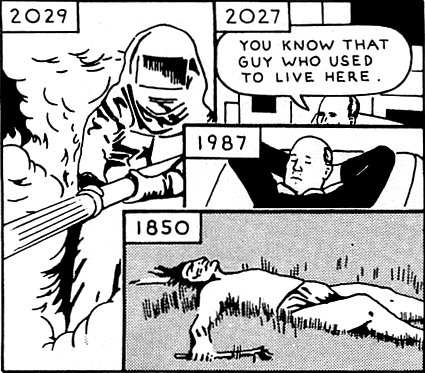 2029
2027
YOU KNOW THAT
GUY WHO USED
TO LIVE HERE.
1987
1850